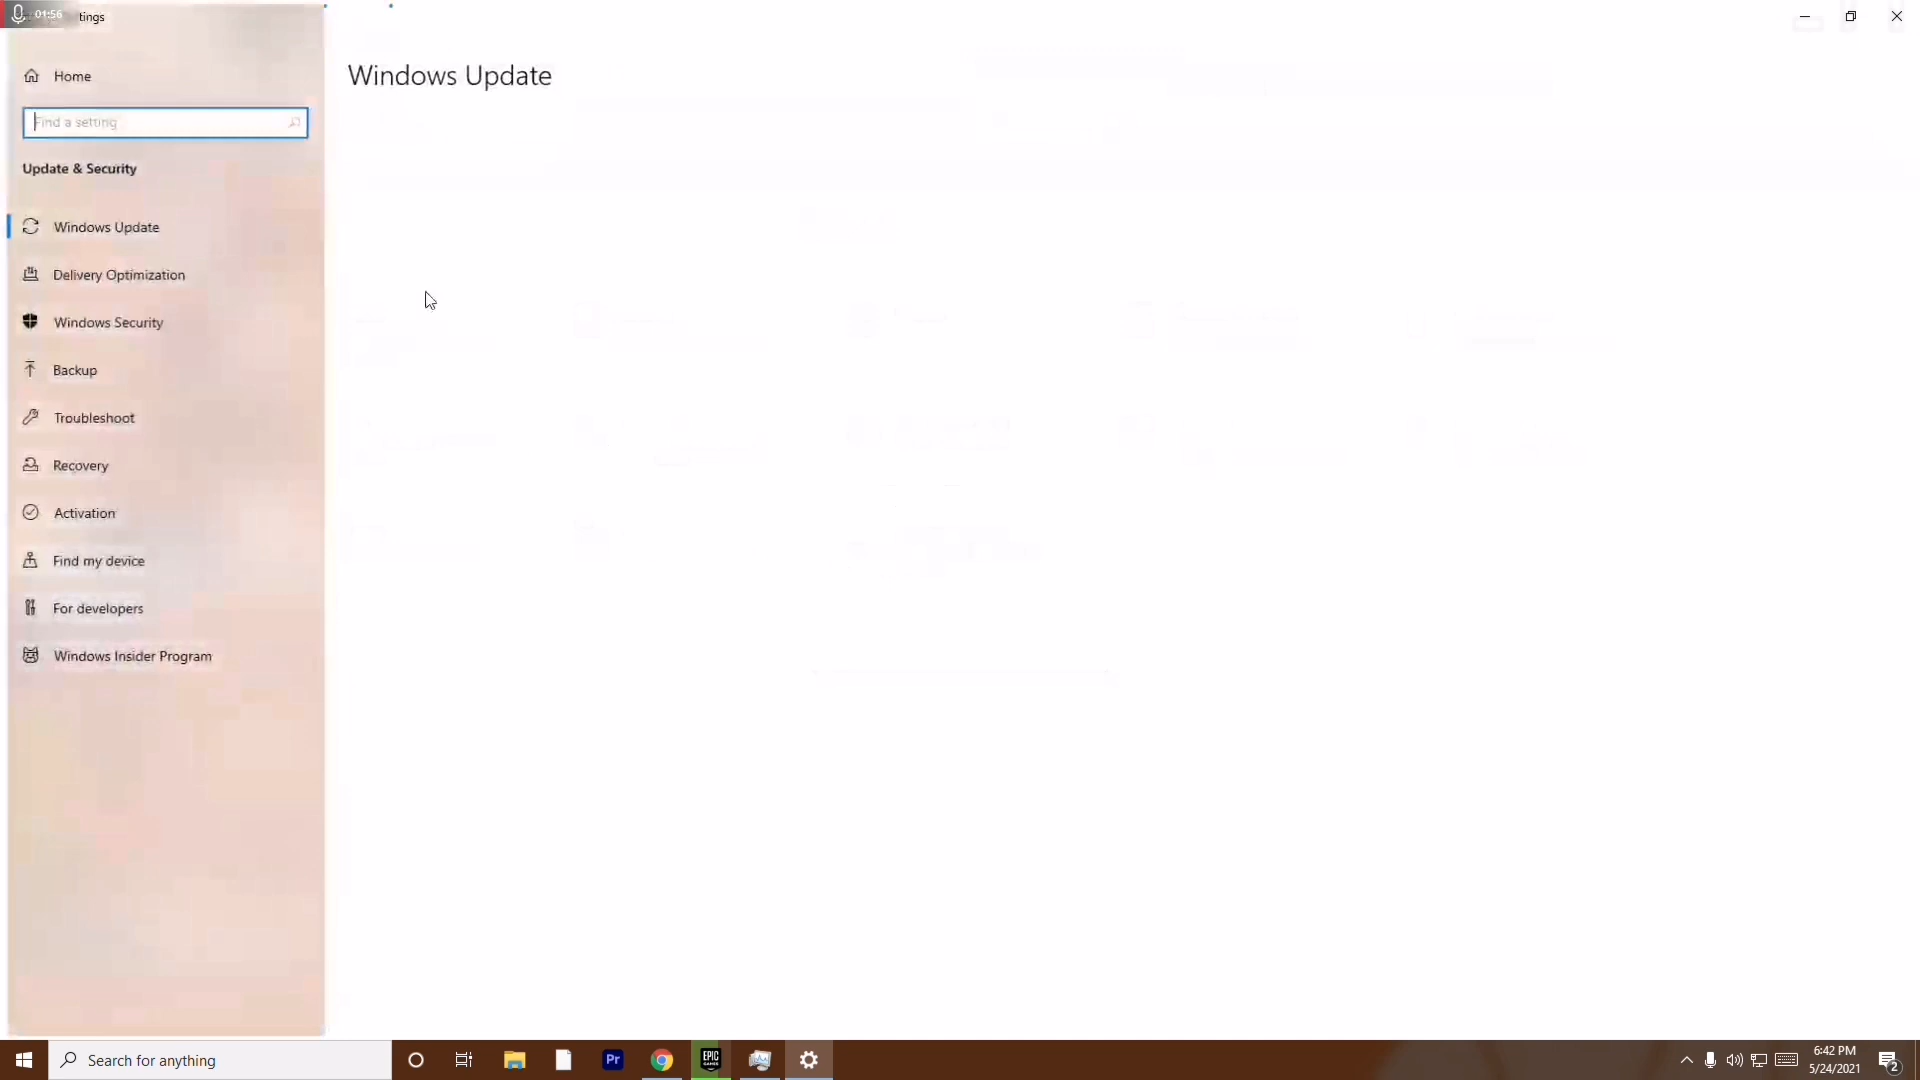 01:56 tings
Home
Windows Update
Find a setting
Update & Security
Windows Update
Delivery Optimization
Windows Security
Backup
Troubleshoot
Recovery
Activation
Find my device
For developers
Windows Insider Program
Search for anything
Pr
EPIC
GAMES
6:42 PM
5/24/2021
2